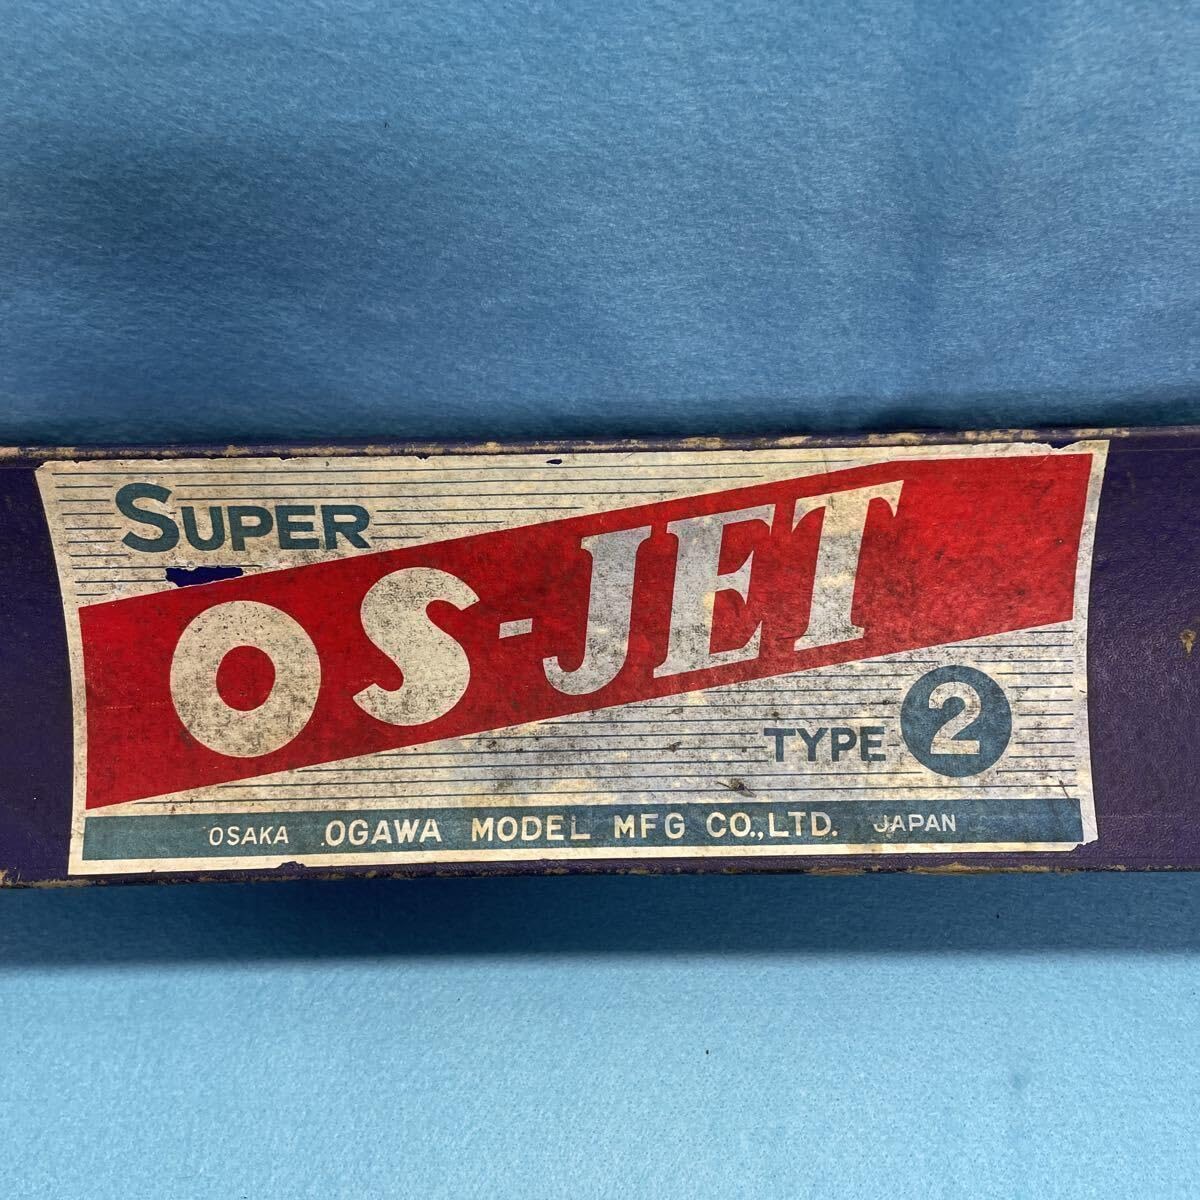 SUPER
OS-JET
TYPE-2
OSAKA OGAWA MODEL MFG CO.,LTD. JAPAN